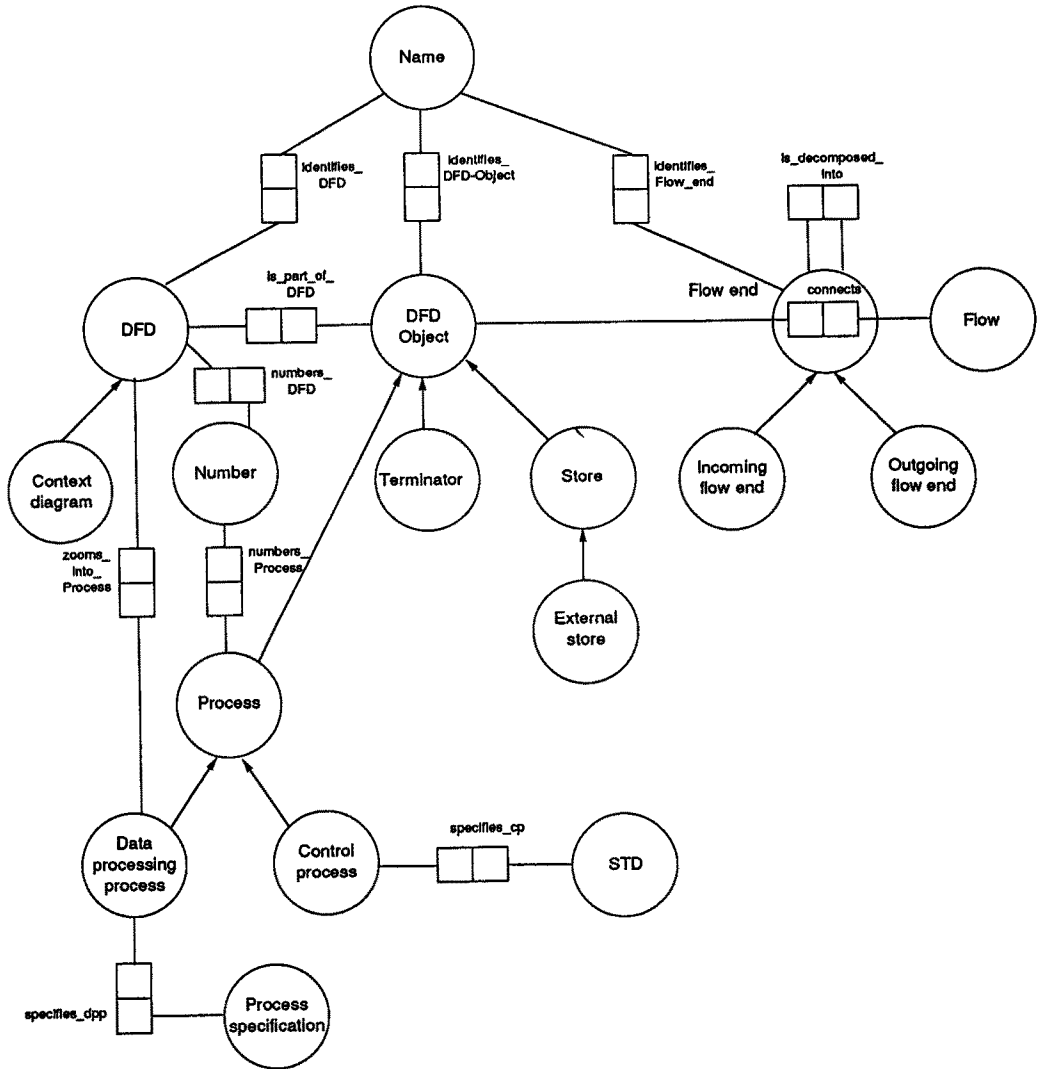 Name
identifies_
DFD
identifies_
DFD-Object
identifies_
Flow_end
is_decomposed_
into
is_part_of_
DFD
Flow end
connects
DFD
DFD
Object
Flow
numbers_
DFD
Context
diagram
Number
Terminator
Store
Incoming
flow end
Outgoing
flow end
zooms_
into_
Process
numbers_
Process
External
store
Process
Data
processing
process
Control
process
specifies_cp
STD
specifies_dpp
Process
specification